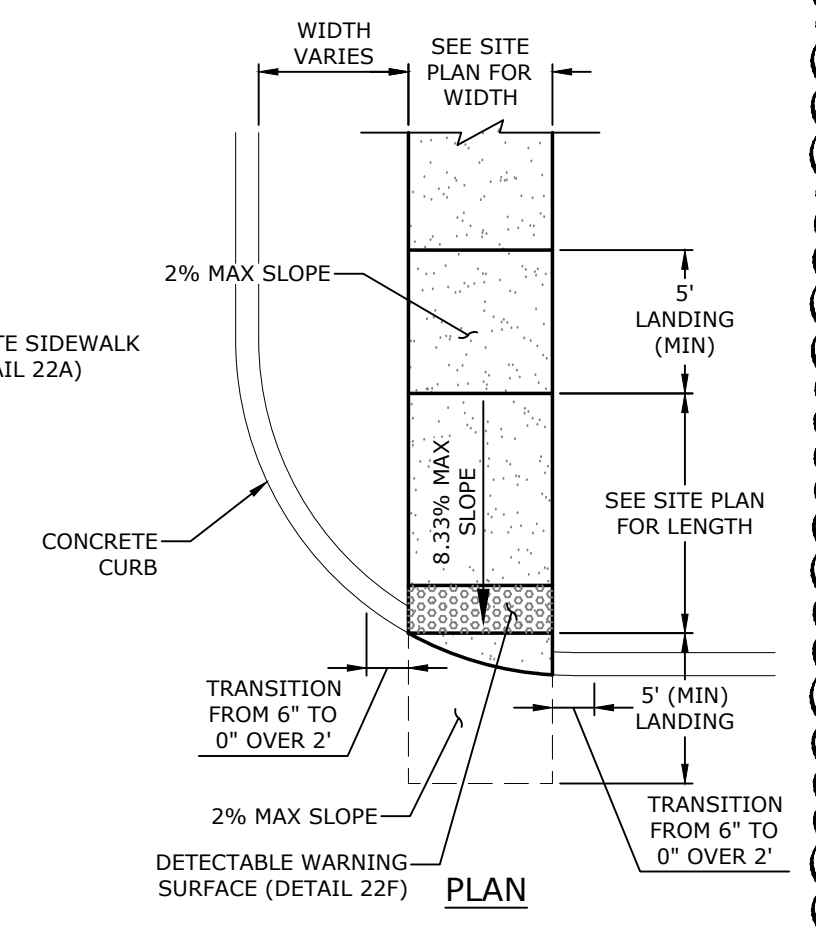 WIDTH
VARIES
SEE SITE
PLAN FOR
WIDTH
2% MAX SLOPE
5'
LANDING
(MIN)
SIDEWALK
22A)
8.33% MAX
SLOPE
SEE SITE PLAN
FOR LENGTH
CONCRETE
CURB
TRANSITION
FROM 6" TO
0" OVER 2'
5' (MIN)
LANDING
2% MAX SLOPE
TRANSITION
FROM 6" TO
0" OVER 2'
DETECTABLE WARNING
SURFACE (DETAIL 22F)
PLAN